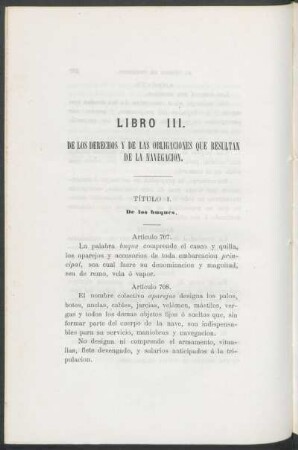 LIBRO III.
DE LOS DERECHOS Y DE LAS OBLIGACIONES QUE RESULTAN
DE LA NAVEGACION.
TÍTULO I.
De los buques.
Artículo 707.
La palabra buque comprende el casco y quilla,
los aparejos y accesorios de toda embarcacion prin-
cipal, sea cual fuere su denominacion y magnitud,
sea de remo, vela ó vapor.
Artículo 708.
El nombre colectivo aparejos designa los palos,
botes, anclas, cables, jarcias, velámen, mástiles, ver-
gas y todos los demas objetos fijos ó sueltos que, sin
formar parte del cuerpo de la nave, son indispensa-
bles para su servicio, maniobras y navegacion.
No designa ni comprende el armamento, vitua-
llas, flete devengado, y salarios anticipados á la tri-
pulacion.